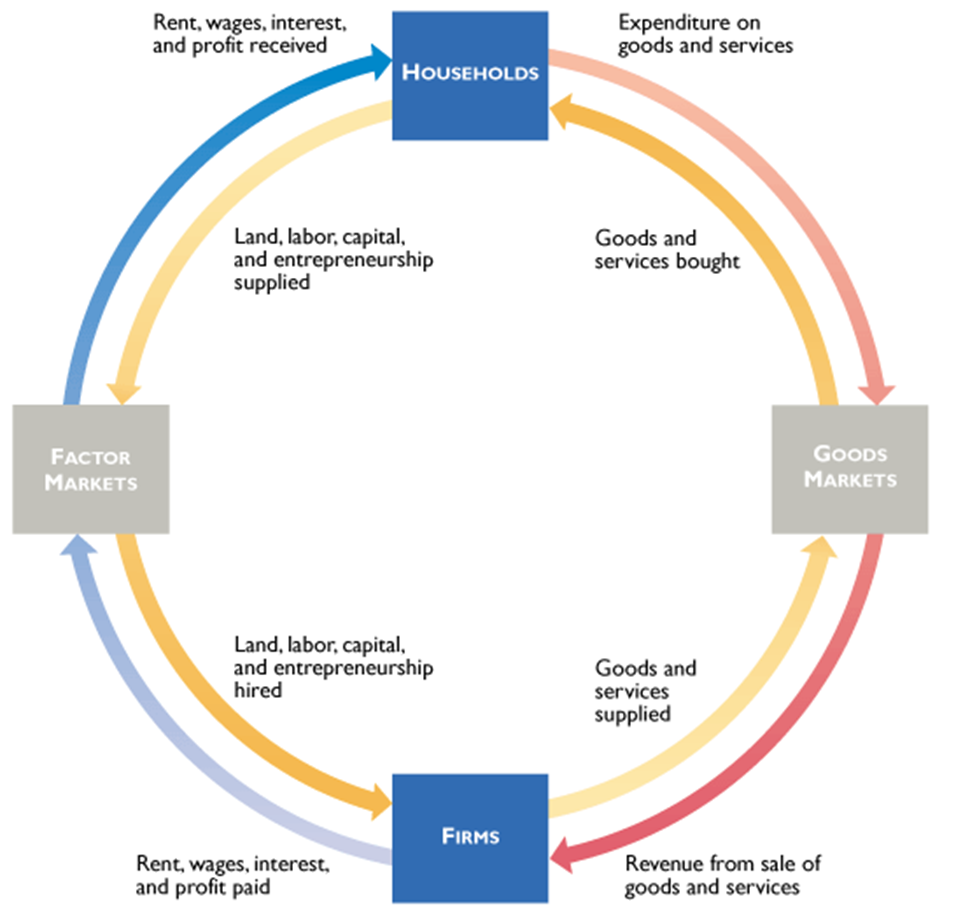 Rent, wages, interest,
and profit received
HOUSEHOLDS
Expenditure on
goods and services
Land, labor, capital,
and entrepreneurship
supplied
Goods and
services bought
FACTOR
MARKETS
GOODS
MARKETS
Land, labor, capital,
and entrepreneurship
hired
Goods and
services
supplied
FIRMS
Rent, wages, interest,
and profit paid
Revenue from sale of
goods and services